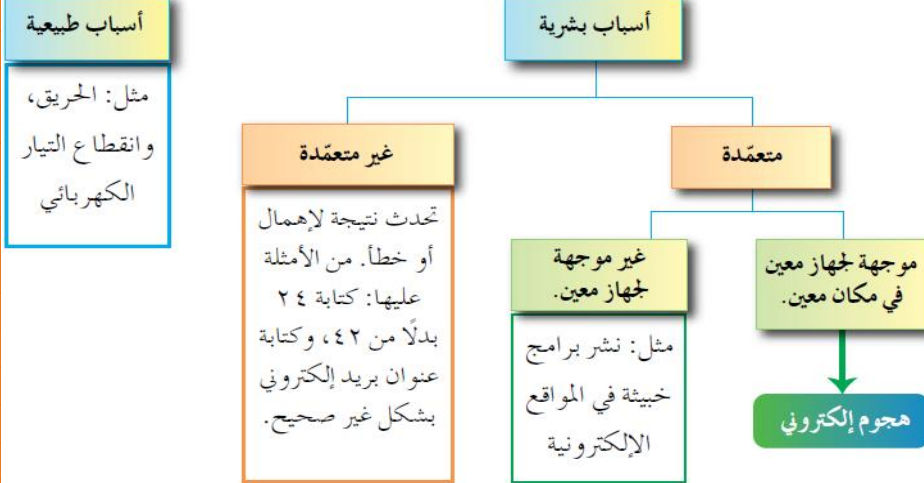 أسباب بشرية
متعمّدة
موجهة لجهاز معين
في مكان معين.
هجوم إلكتروني
غير موجهة
لجهاز معين.
مثل: نشر برامج
خبيثة في المواقع
الإلكترونية
غير متعمّدة
تحدث نتيجة لإهمال
أو خطأ. من الأمثلة
عليها: كتابة ٢٤
بدلًا من ٤٢، وكتابة
عنوان بريد إلكتروني
بشكل غير صحيح.
أسباب طبيعية
مثل: الحريق،
وانقطاع التيار
الكهربائي